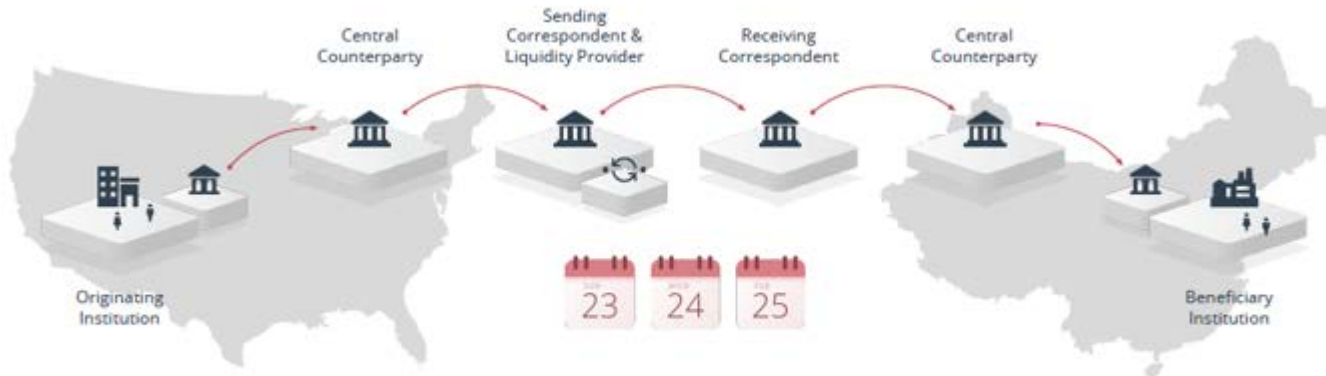 Sending
Correspondent &
Liquidity Provider
Central
Counterparty
Receiving
Correspondent
Central
Counterparty
23
24
25
Originating
Institution
Beneficiary
Institution